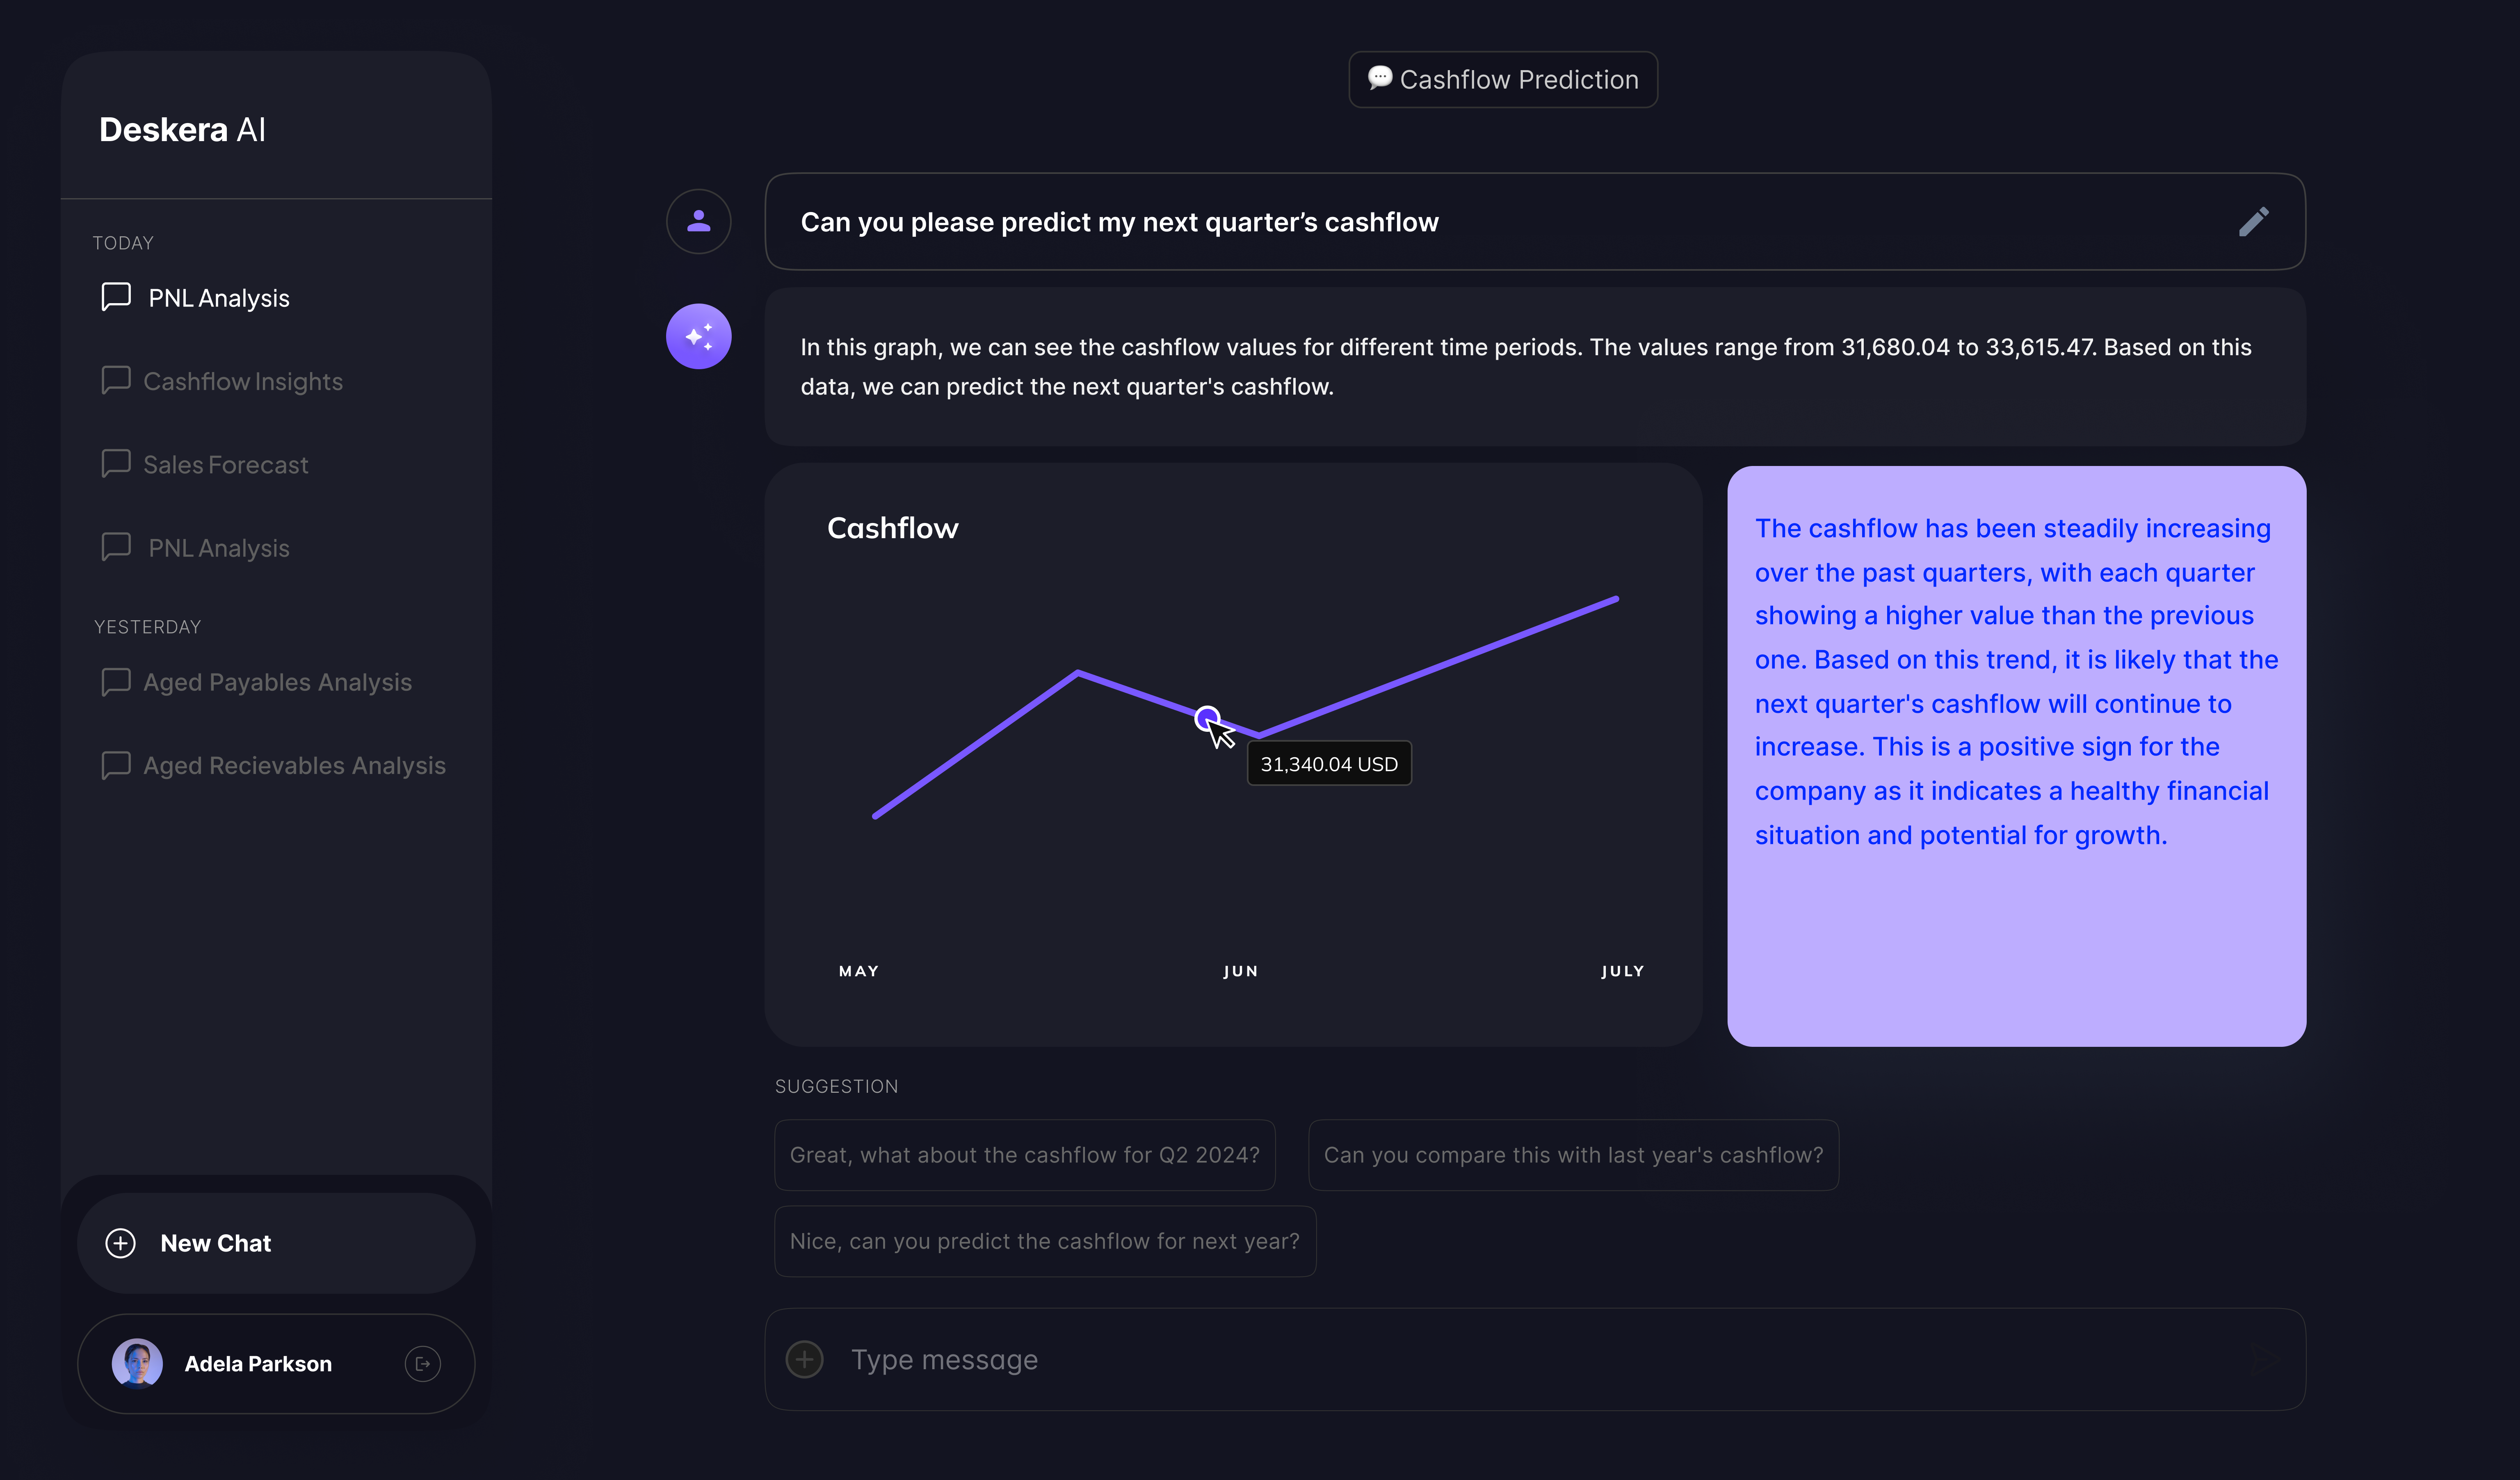 Deskera AI
TODAY
PNL Analysis
Cashflow Insights
Sales Forecast
PNL Analysis
YESTERDAY
Aged Payables Analysis
Aged Recievables Analysis
New Chat
Adela Parkson
Cashflow Prediction
Can you please predict my next quarter’s cashflow
In this graph, we can see the cashflow values for different time periods. The values range from 31,680.04 to 33,615.47. Based on this
data, we can predict the next quarter's cashflow.
Cashflow
31,340.04 USD
MAY
JUN
JULY
The cashflow has been steadily increasing
over the past quarters, with each quarter
showing a higher value than the previous
one. Based on this trend, it is likely that the
next quarter's cashflow will continue to
increase. This is a positive sign for the
company as it indicates a healthy financial
situation and potential for growth.
SUGGESTION
Great, what about the cashflow for Q2 2024?
Can you compare this with last year's cashflow?
Nice, can you predict the cashflow for next year?
Type message